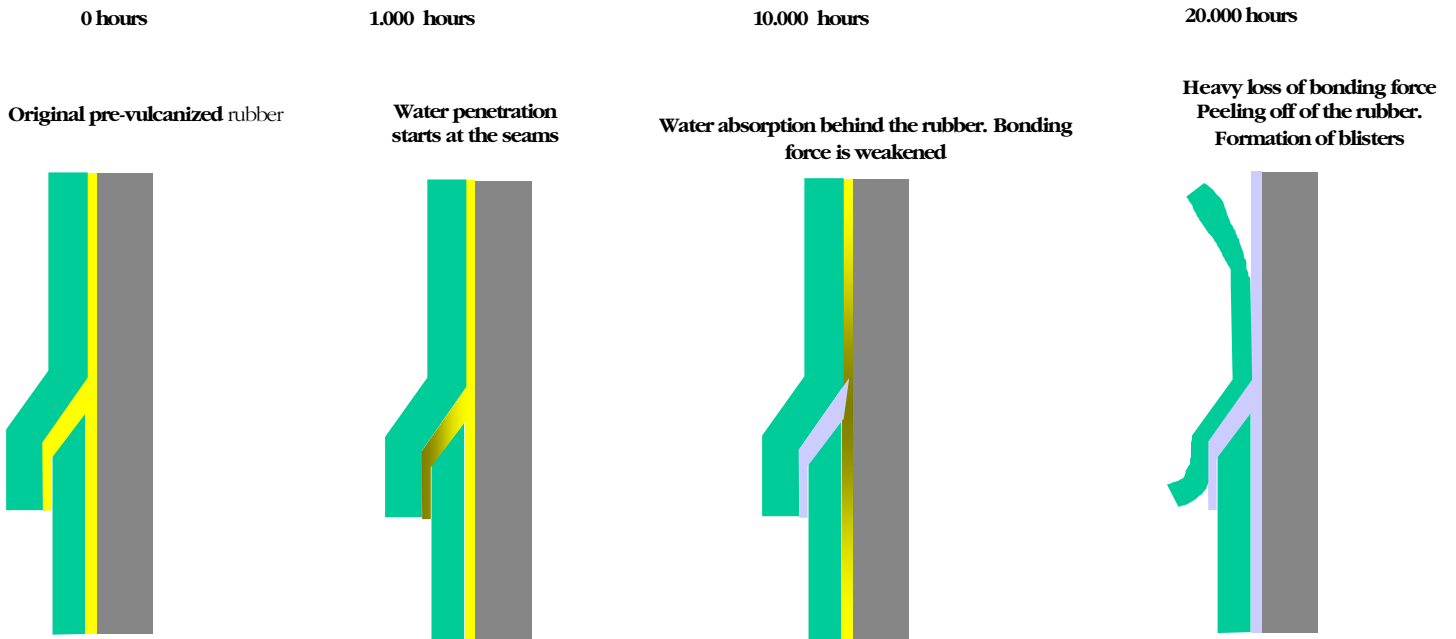 0 hours
1.000 hours
10.000 hours
20.000 hours
Original pre-vulcanized rubber
Water penetration
starts at the seams
Water absorption behind the rubber. Bonding
force is weakened
Heavy loss of bonding force
Peeling off of the rubber.
Formation of blisters